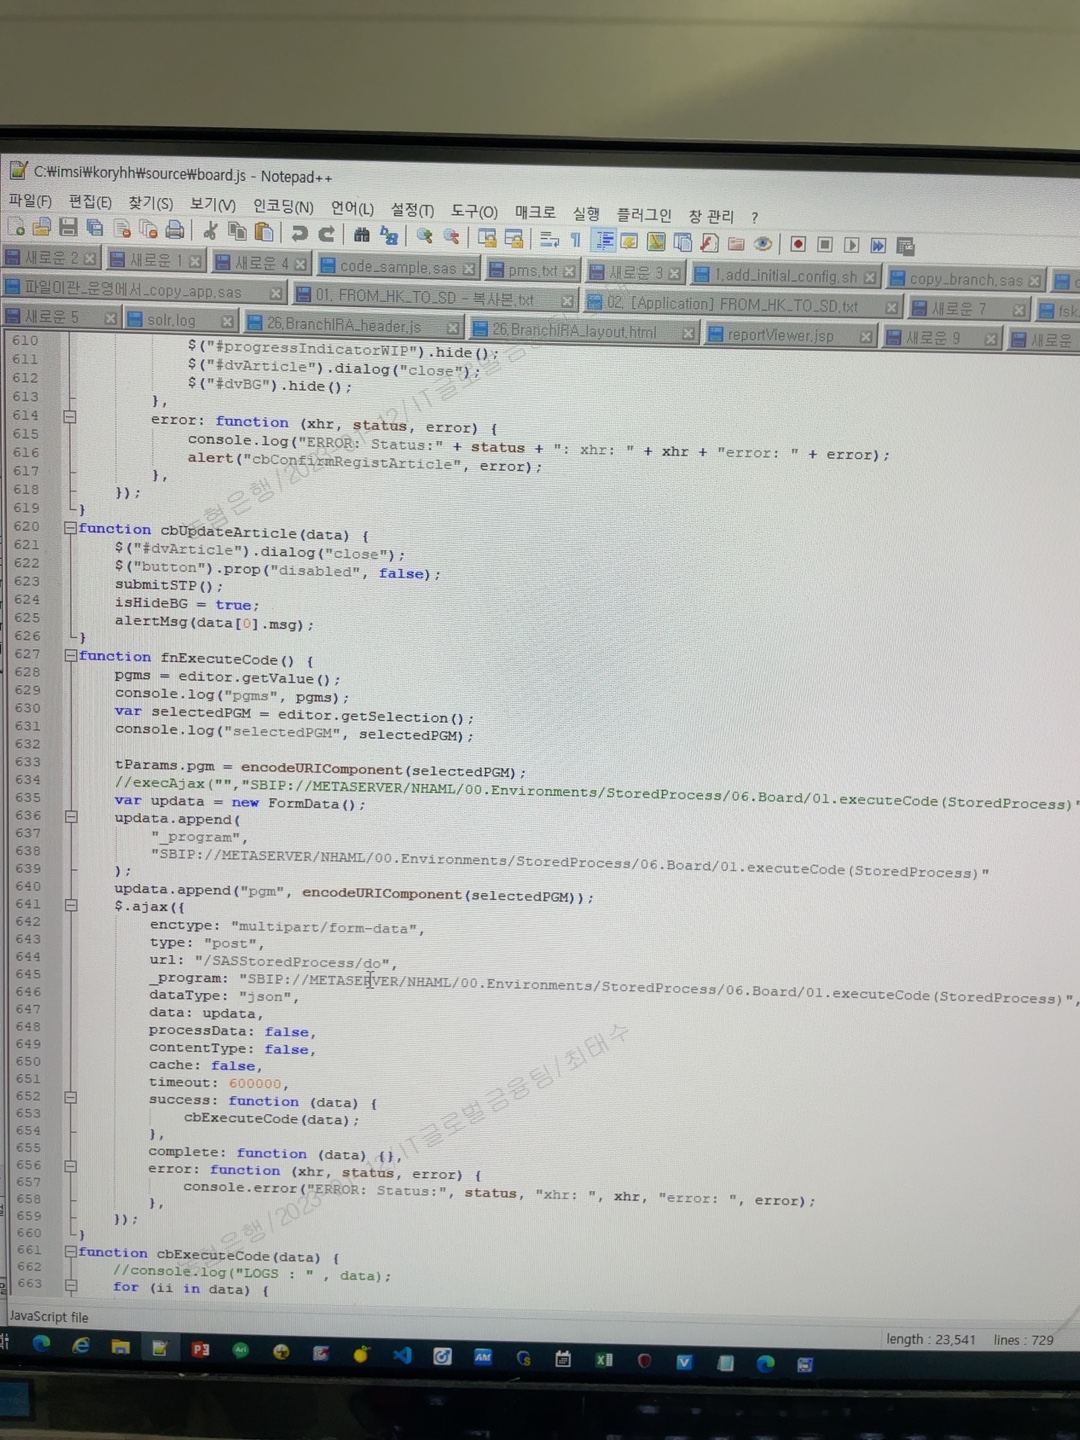 C:₩imsi₩koryhh₩source₩board.js - Notepad++
파일(F) 편집(E) 찾기(S) 보기(V) 인코딩(N) 언어(L) 설정(T) 도구(O) 매크로 실행 플러그인 창 관리 ?
새로운 2 새로운 1 새로운 4 code_sample.sas pms.txt 새로운 3 1.add_initial_config.sh copy_branch.sas
파일이관_운영에서_copy_app.sas 01. FROM_HK_TO_SD - 복사본.txt 02. [Application] FROM_HK_TO_SD.txt 새로운 7 fsk
새로운 5 solr.log 26.BranchIRA_header.js 26.BranchIRA_layout.html reportViewer.jsp 새로운 9 새로운
610 $("#progressIndicatorWIP").hide();
611 $("#dvArticle").dialog("close");
612 $("#dvBG").hide();
613 },
614 error: function (xhr, status, error) {
615 console.log("ERROR: Status:" + status + ": xhr: " + xhr + "error: " + error);
616 alert("cbConfirmRegistArticle", error);
617 },
618 });
619 }
620 function cbUpdateArticle(data) {
621 $("#dvArticle").dialog("close");
622 $("button").prop("disabled", false);
623 submitSTP();
624 isHideBG = true;
625 alertMsg(data[0].msg);
626 }
627 function fnExecuteCode() {
628 pgms = editor.getValue();
629 console.log("pgms", pgms);
630 var selectedPGM = editor.getSelection();
631 console.log("selectedPGM", selectedPGM);
632
633 tParams.pgm = encodeURIComponent(selectedPGM);
634 //execAjax("","SBIP://METASERVER/NHAML/00.Environments/StoredProcess/06.Board/01.executeCode(StoredProcess)"
635 var updata = new FormData();
636 updata.append(
637 "_program",
638 "SBIP://METASERVER/NHAML/00.Environments/StoredProcess/06.Board/01.executeCode(StoredProcess)"
639 );
640 updata.append("pgm", encodeURIComponent(selectedPGM));
641 $.ajax({
642 enctype: "multipart/form-data",
643 type: "post",
644 url: "/SASStoredProcess/do",
645 _program: "SBIP://METASERVER/NHAML/00.Environments/StoredProcess/06.Board/01.executeCode(StoredProcess)",
646 dataType: "json",
647 data: updata,
648 processData: false,
649 contentType: false,
650 cache: false,
651 timeout: 600000,
652 success: function (data) {
653 cbExecuteCode(data);
654 },
655 complete: function (data) {},
656 error: function (xhr, status, error) {
657 console.error("ERROR: Status:", status, "xhr: ", xhr, "error: ", error);
658 },
659 });
660 }
661 function cbExecuteCode(data) {
662 //console.log("LOGS : " , data);
663 for (ii in data) {
JavaScript file length : 23,541 lines : 729